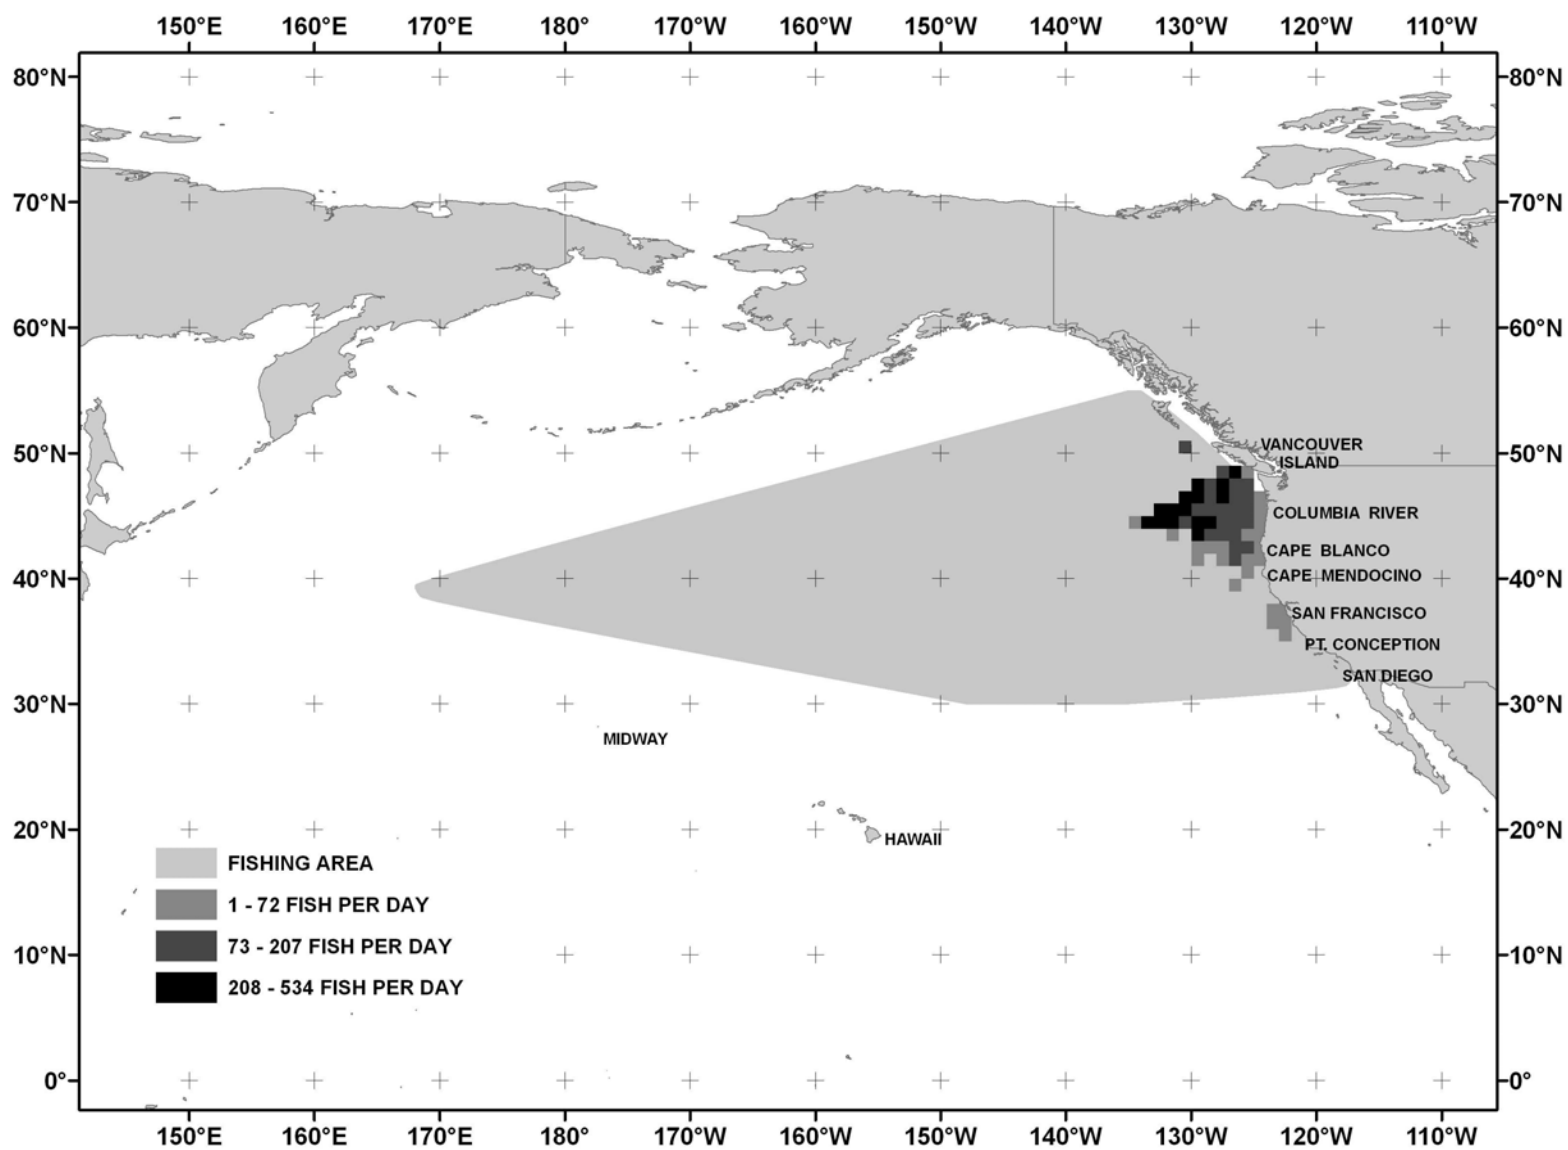 150°E 160°E 170°E 180° 170°W 160°W 150°W 140°W 130°W 120°W 110°W
80°N 80°N
70°N 70°N
60°N 60°N
VANCOUVER
50°N ISLAND 50°N
COLUMBIA RIVER
CAPE BLANCO
40°N CAPE MENDOCINO 40°N
SAN FRANCISCO
PT. CONCEPTION
SAN DIEGO
30°N 30°N
MIDWAY
20°N HAWAII 20°N
FISHING AREA
1 - 72 FISH PER DAY
73 - 207 FISH PER DAY
10°N 10°N
208 - 534 FISH PER DAY
0° 0°
150°E 160°E 170°E 180° 170°W 160°W 150°W 140°W 130°W 120°W 110°W